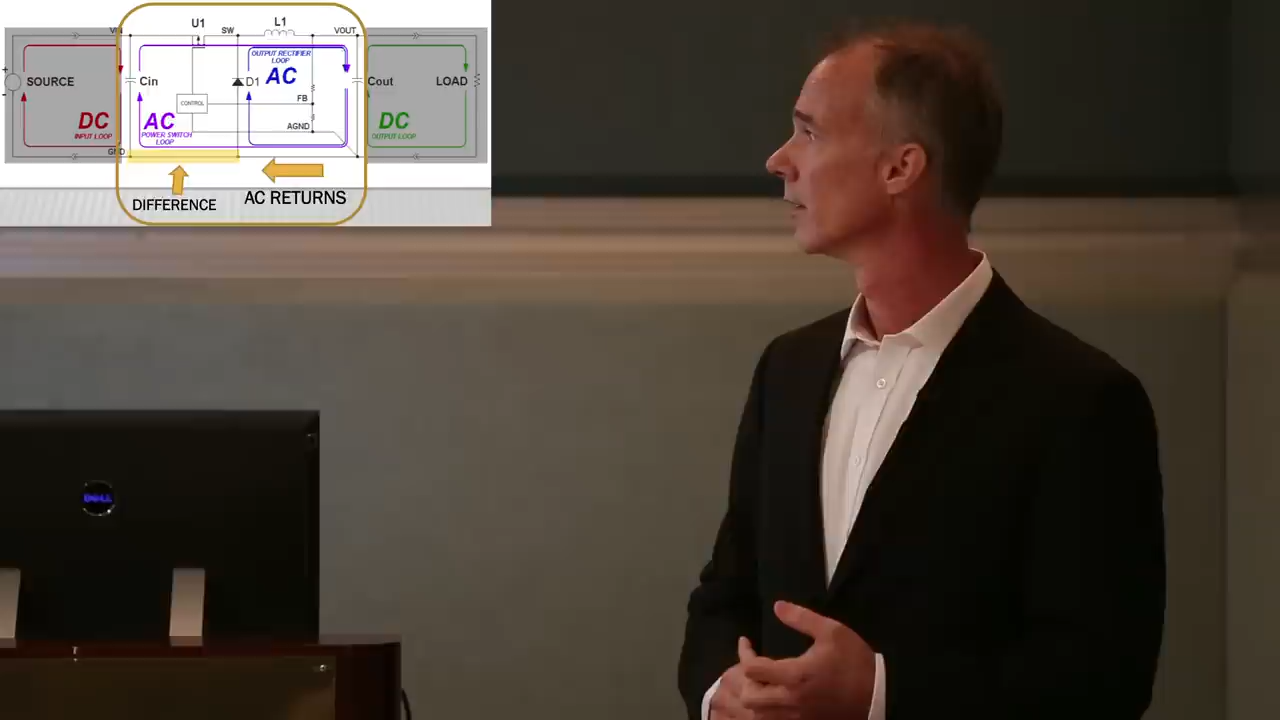 U1
L1
VIN
SW
VOUT
OUTPUT RECTIFIER
LOOP
AC
+
SOURCE
Cin
D1
Cout
LOAD
-
CONTROL
FB
DC
INPUT LOOP
AC
POWER SWITCH
LOOP
AGND
DC
OUTPUT LOOP
GND
DIFFERENCE
AC RETURNS
DELL